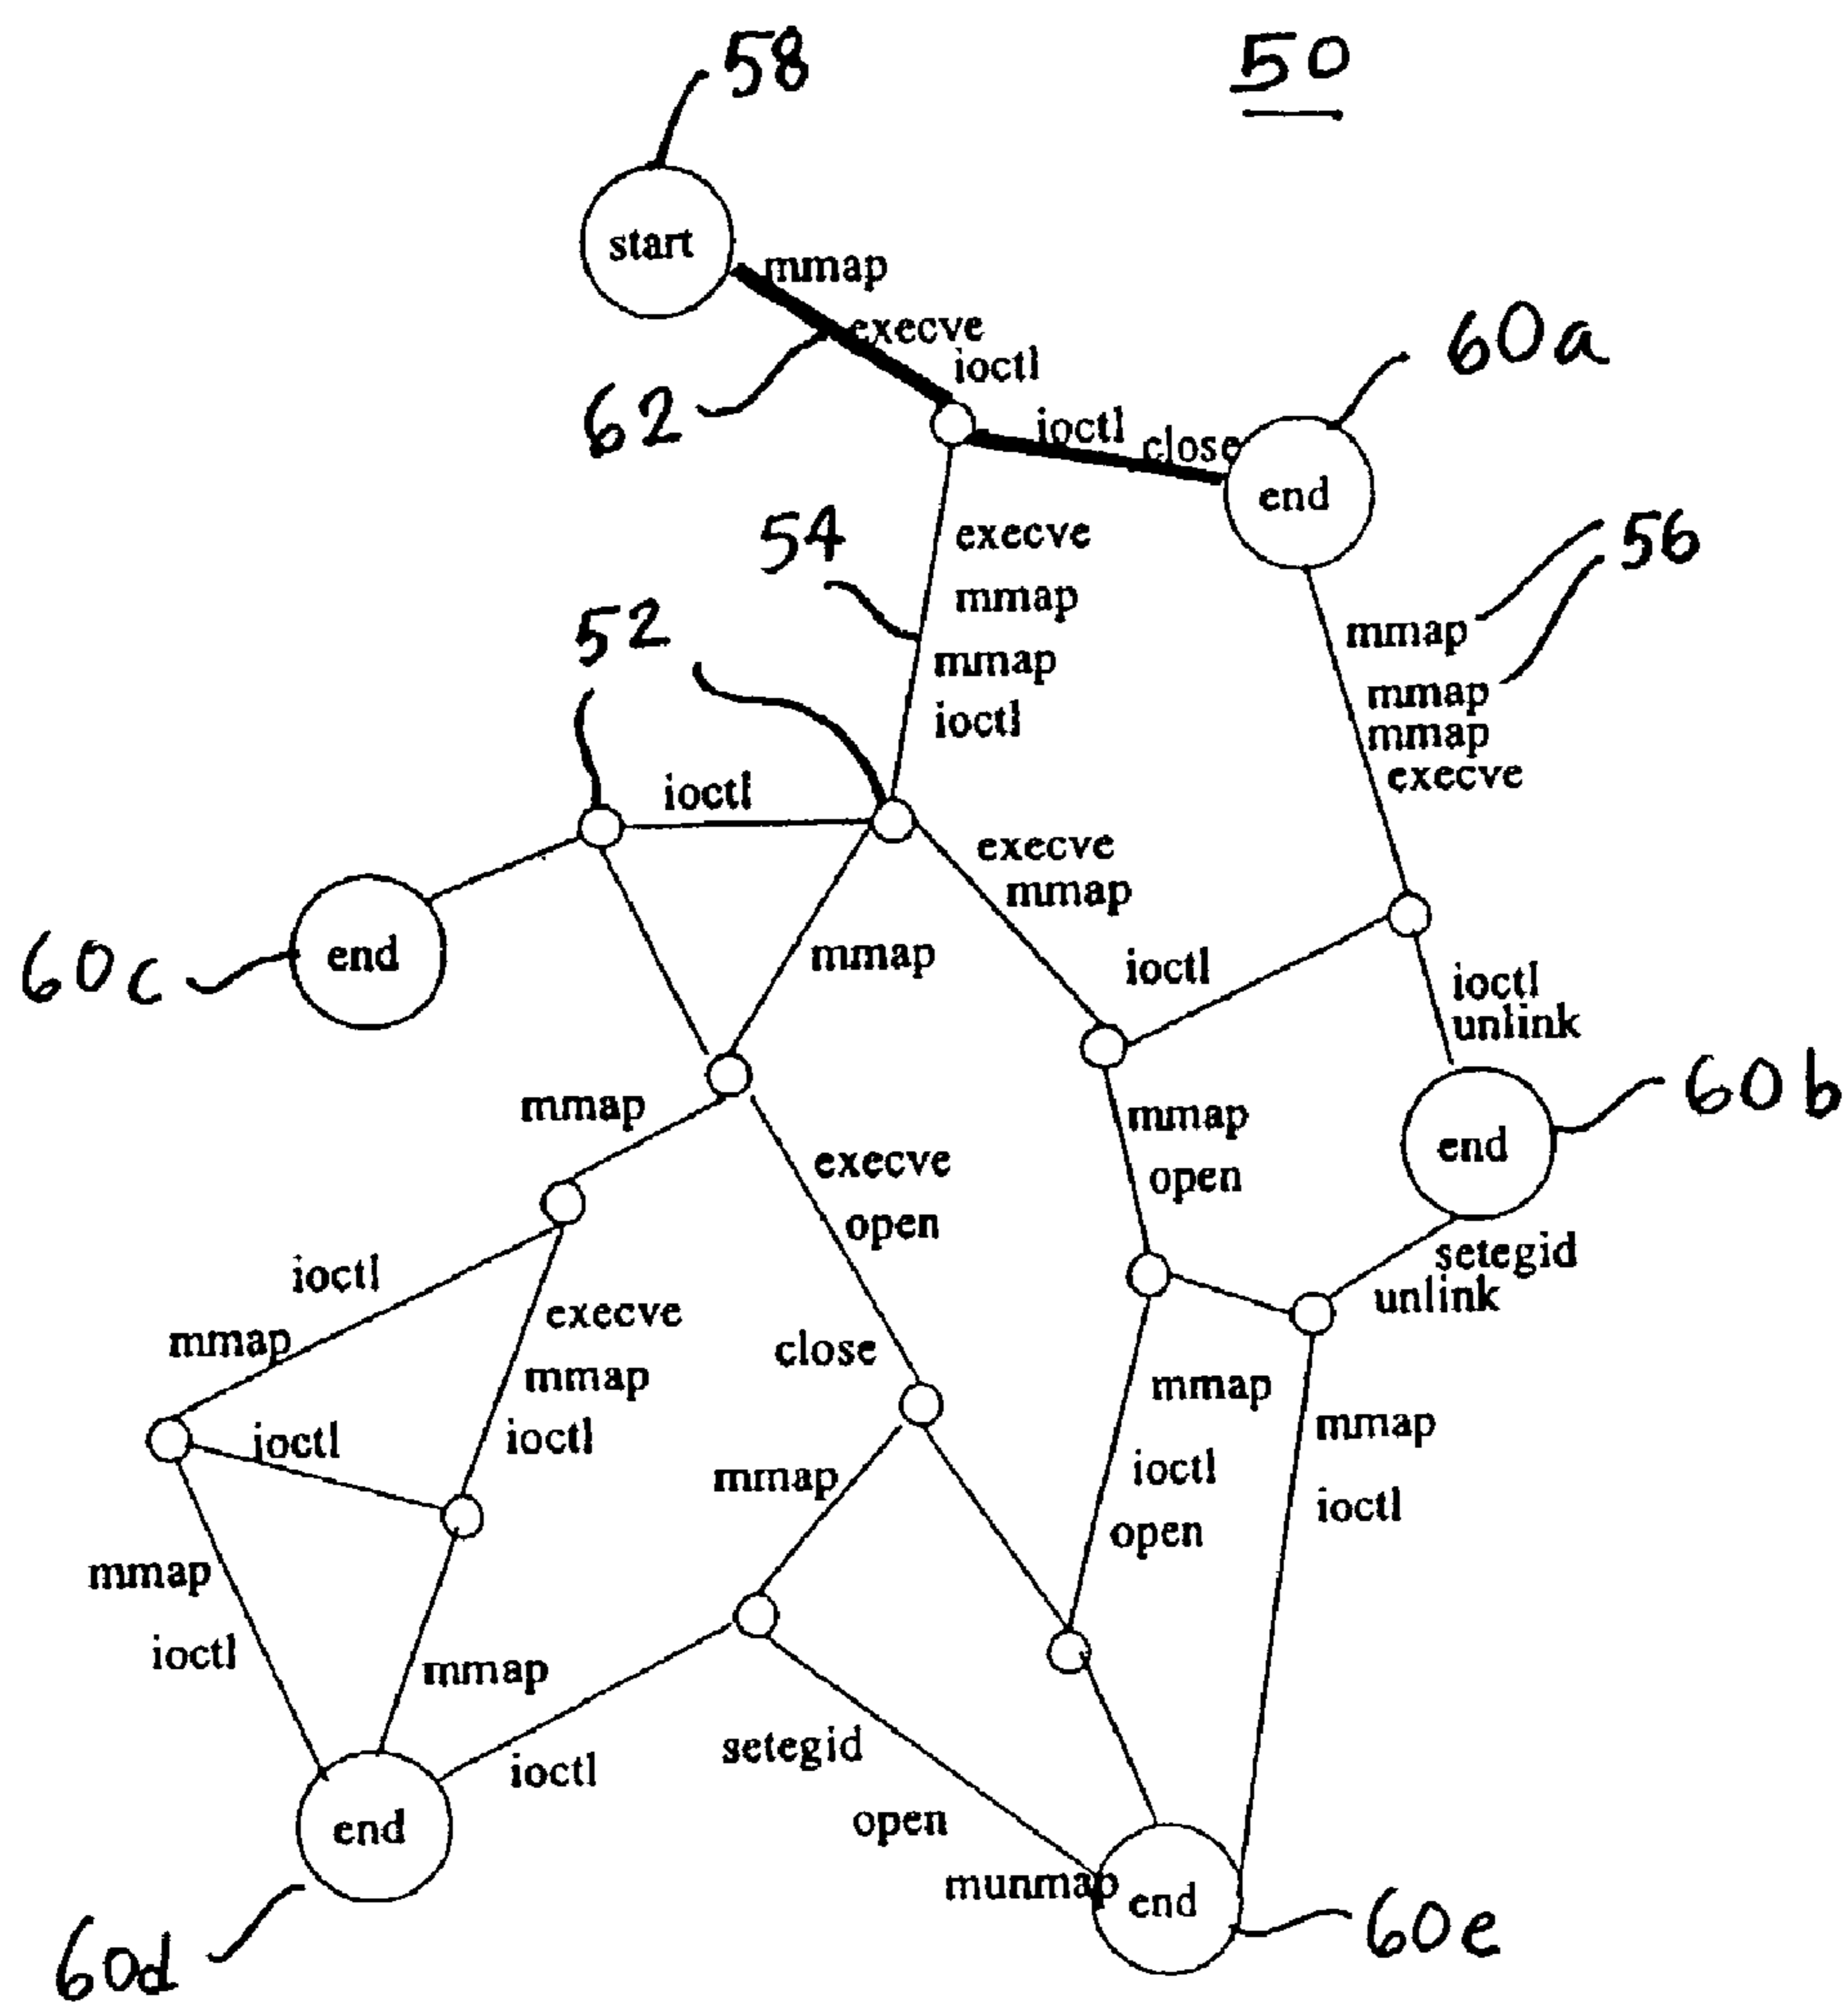 58
50
start
mmap
execve
ioctl
62
60a
ioctl close
end
54
execve
mmap
mmap
ioctl
56
mmap
mmap
mmap
execve
52
ioctl
execve
mmap
60c
end
mmap
ioctl
ioctl
unlink
60b
end
mmap
mmap
open
execve
open
setegid
unlink
ioctl
mmap
execve
mmap
ioctl
close
mmap
ioctl
open
mmap
ioctl
ioctl
mmap
mmap
ioctl
mmap
ioctl
setegid
open
munmap
end
end
60d
60e